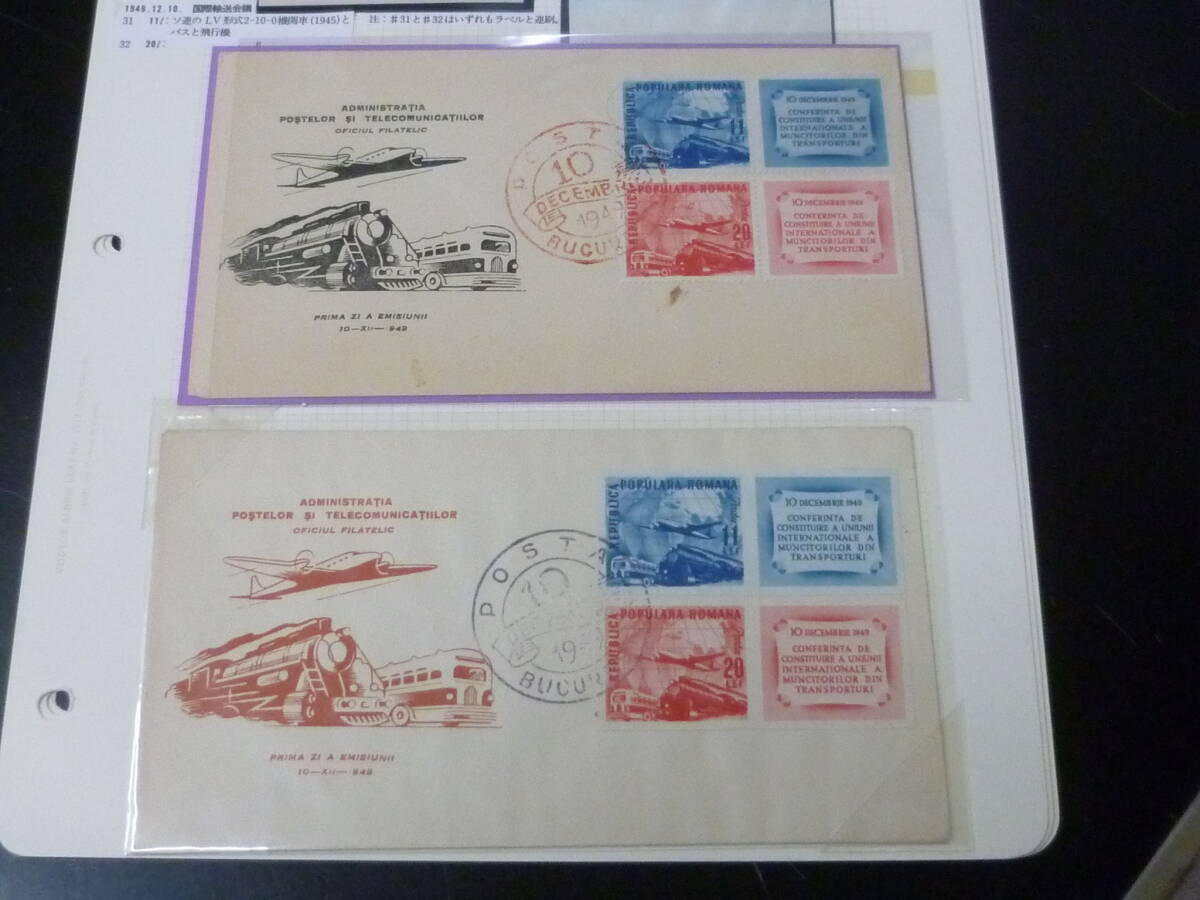 1949.12.10. 国際輸送会議
31 11/: ソ連のLV形式2-10-0機関車(1945)と
バスと飛行機
32 20/: 〃
注:#31と#32はいずれもラベルと連刷。
ADMINISTRAȚIA
POȘTELOR ȘI TELECOMUNICAȚIILOR
OFICIUL FILATELIC
PRIMA ZI A EMISIUNII
10—XII—949
POSTA
10
DECEMBRIE
1949
BUCUR
REPUBLICA
POPULARA ROMANA
11
LEI
10 DECEMBRIE 1949
CONFERINTA DE
CONSTITUIRE A UNIUNII
INTERNATIONALE A
MUNCITORILOR DIN
TRANSPORTURI
REPUBLICA
POPULARA ROMANA
20
LEI
10 DECEMBRIE 1949
CONFERINTA DE
CONSTITUIRE A UNIUNII
INTERNATIONALE A
MUNCITORILOR DIN
TRANSPORTURI
ADMINISTRAȚIA
POȘTELOR ȘI TELECOMUNICAȚIILOR
OFICIUL FILATELIC
PRIMA ZI A EMISIUNII
10—XII—949
POSTA
10
BUCUR
REPUBLICA
POPULARA ROMANA
11
LEI
10 DECEMBRIE 1949
CONFERINTA DE
CONSTITUIRE A UNIUNII
INTERNATIONALE A
MUNCITORILOR DIN
TRANSPORTURI
REPUBLICA
POPULARA ROMANA
20
LEI
10 DECEMBRIE 1949
CONFERINTA DE
CONSTITUIRE A UNIUNII
INTERNATIONALE A
MUNCITORILOR DIN
TRANSPORTURI